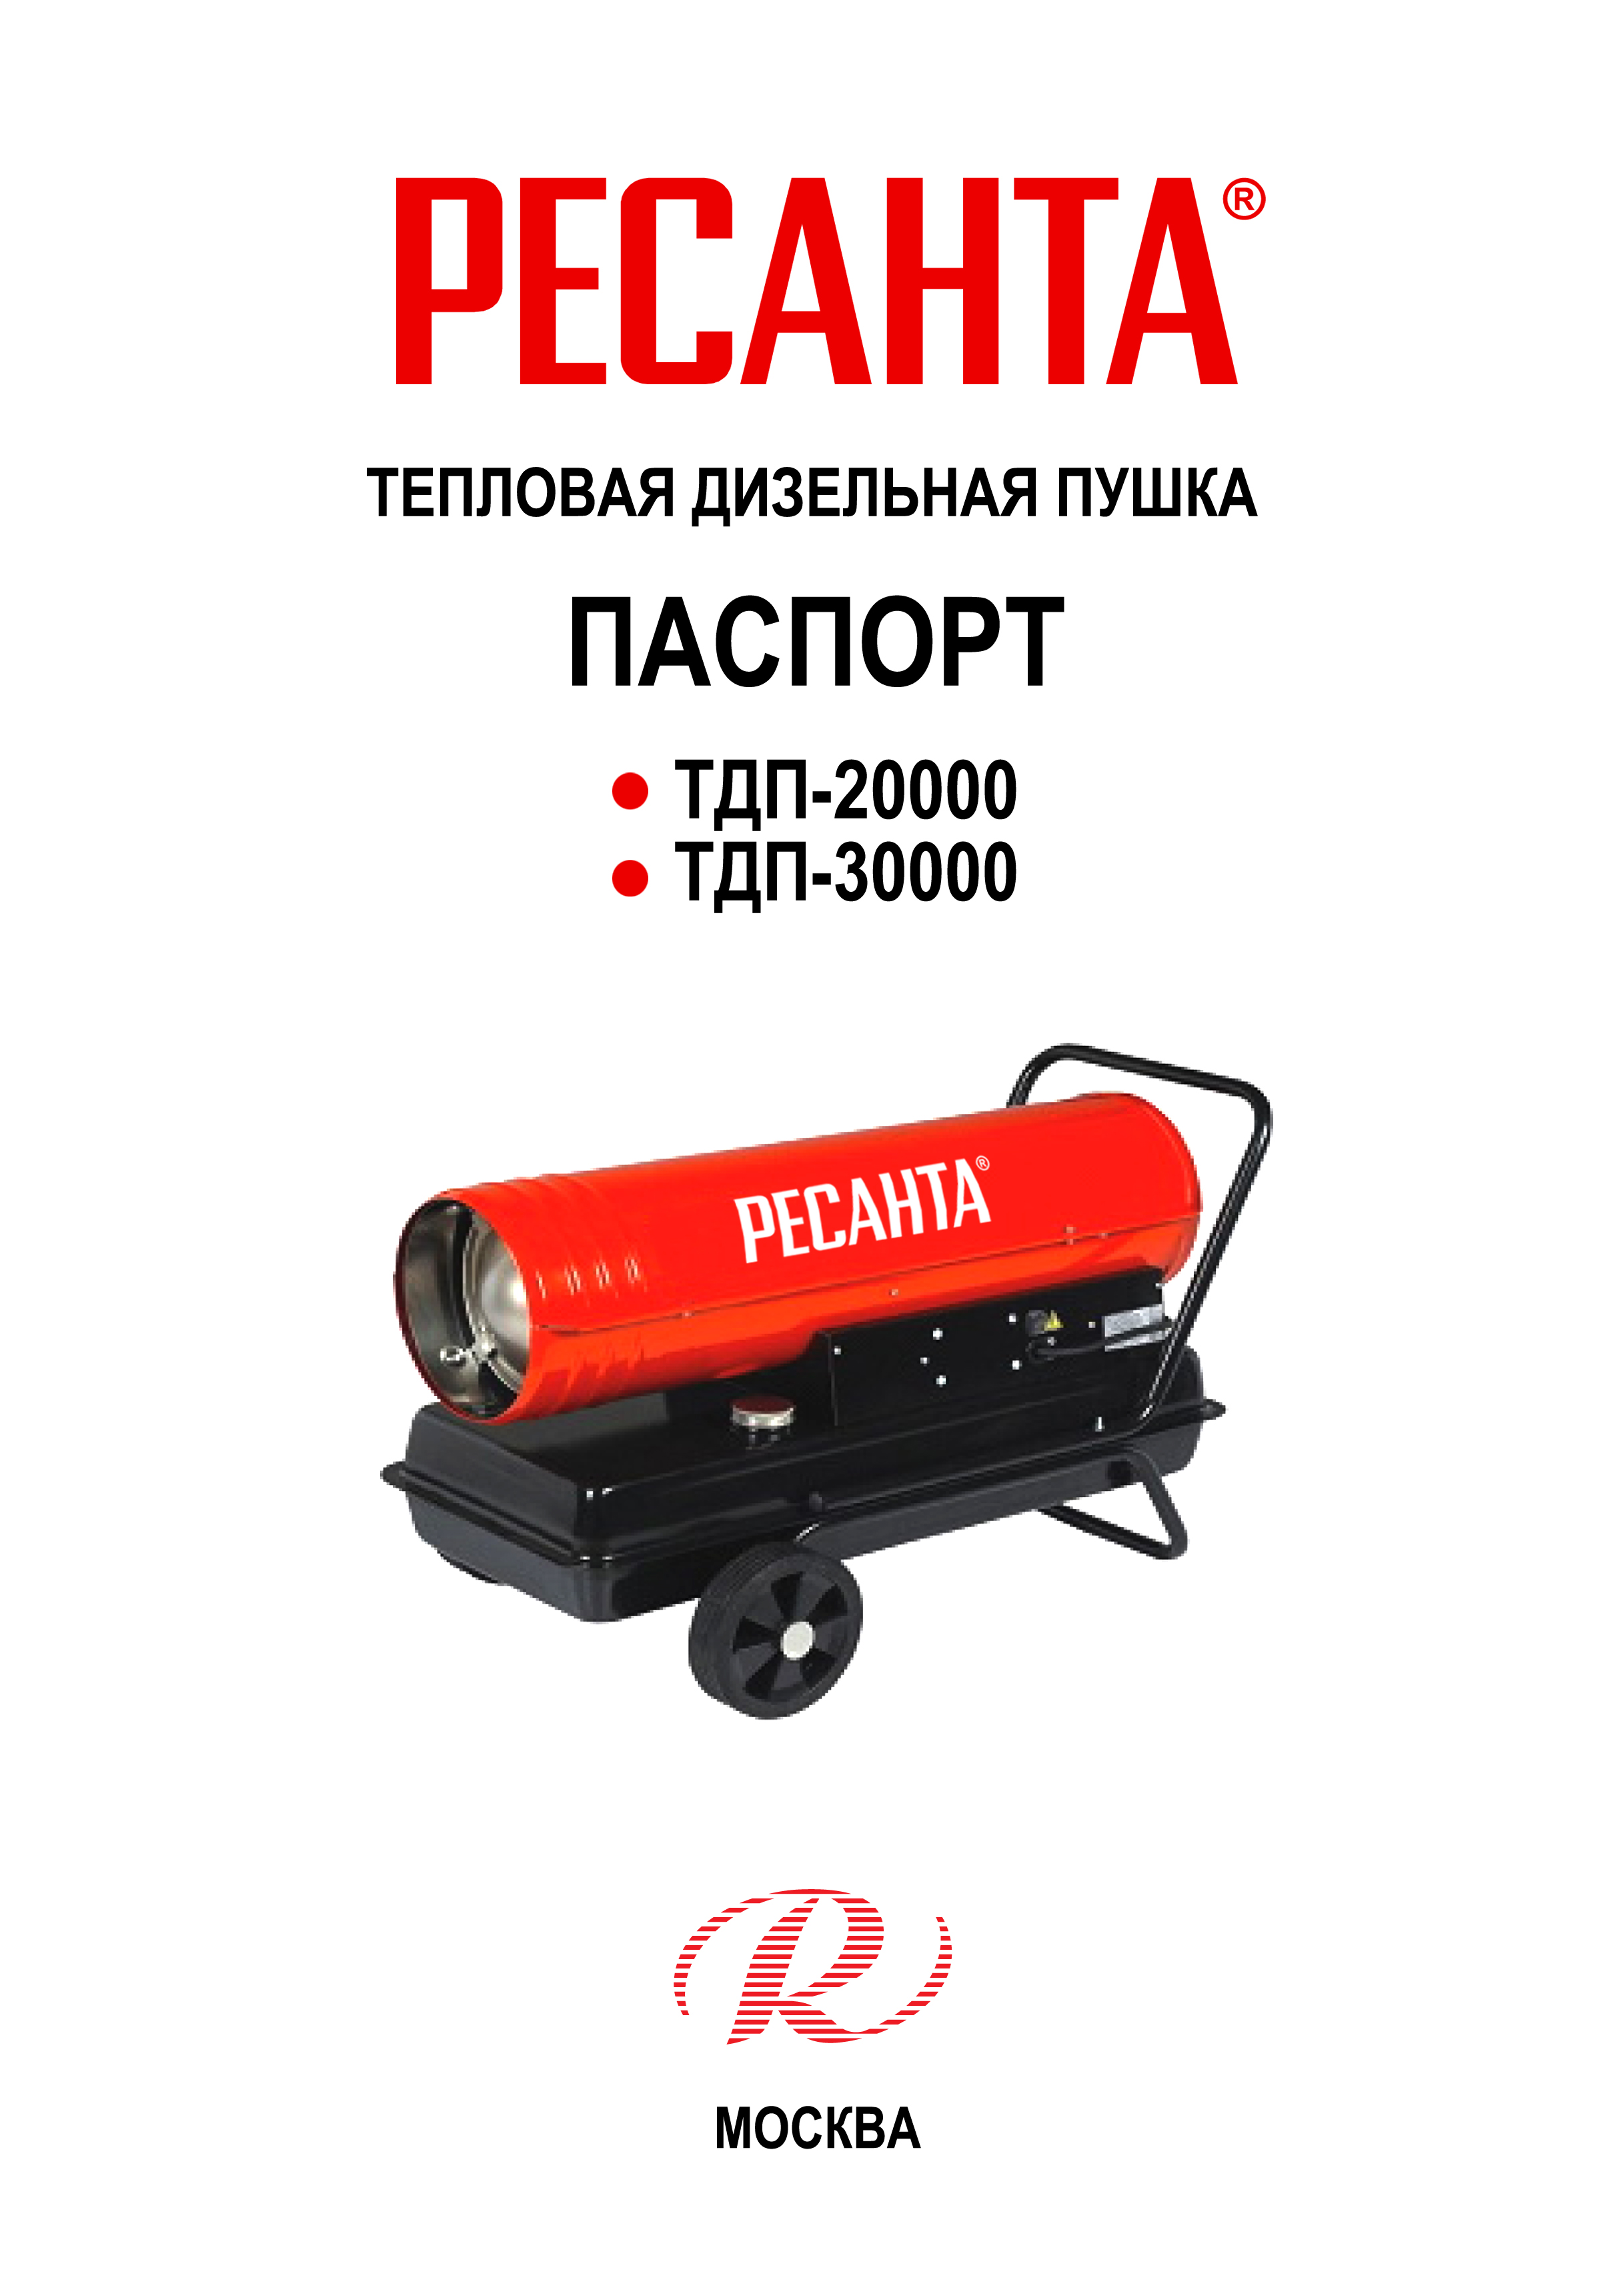 РЕСАНТА®
ТЕПЛОВАЯ ДИЗЕЛЬНАЯ ПУШКА
ПАСПОРТ
● ТДП-20000
● ТДП-30000
РЕСАНТА®
R
МОСКВА